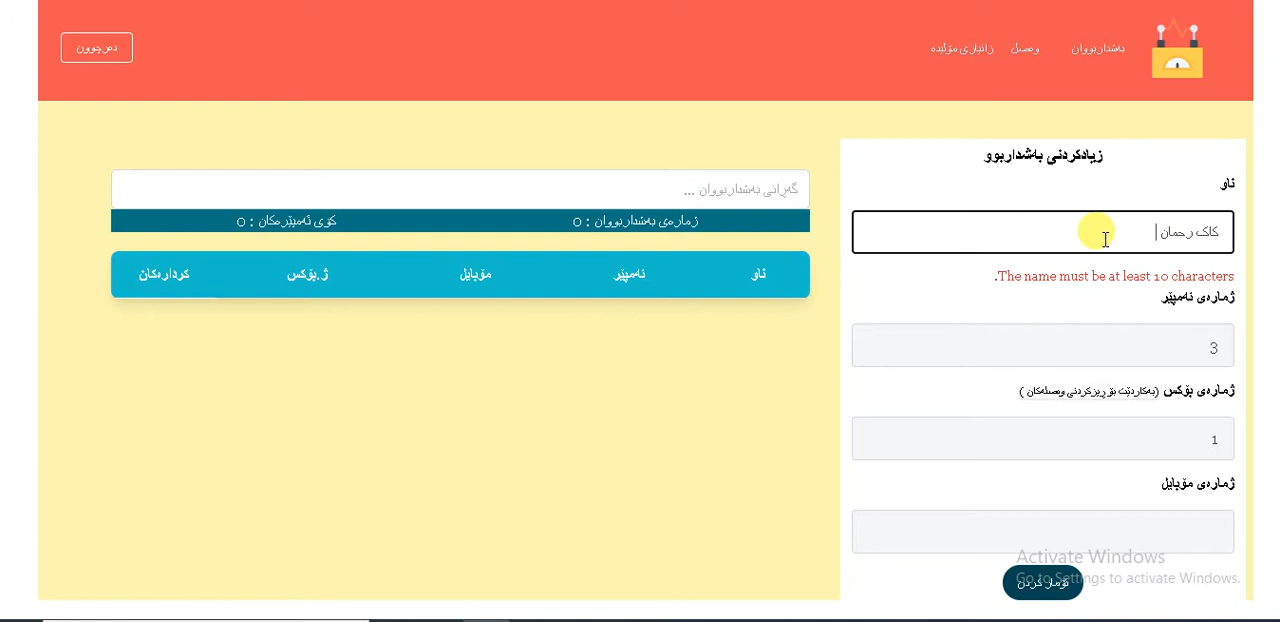 بەشداربووان وەصل زانیاری مۆلیدە
دەرچوون
زیادکردنی بەشداربوو
ناو
کاک رحمان
The name must be at least 10 characters.
ژمارەی ئەمپێر
3
ژمارەی بۆکس (بەکاردێت بۆ ڕیزکردنی وەصلەکان )
1
ژمارەی مۆبایل
تۆمار کردن
گەڕانی بەشداربووان ...
ژمارەی بەشداربووان : 0 کۆی ئەمپێرەکان : 0
ناو ئەمپێر مۆبایل ژ.بۆکس کردارەکان
Activate Windows
Go to Settings to activate Windows.